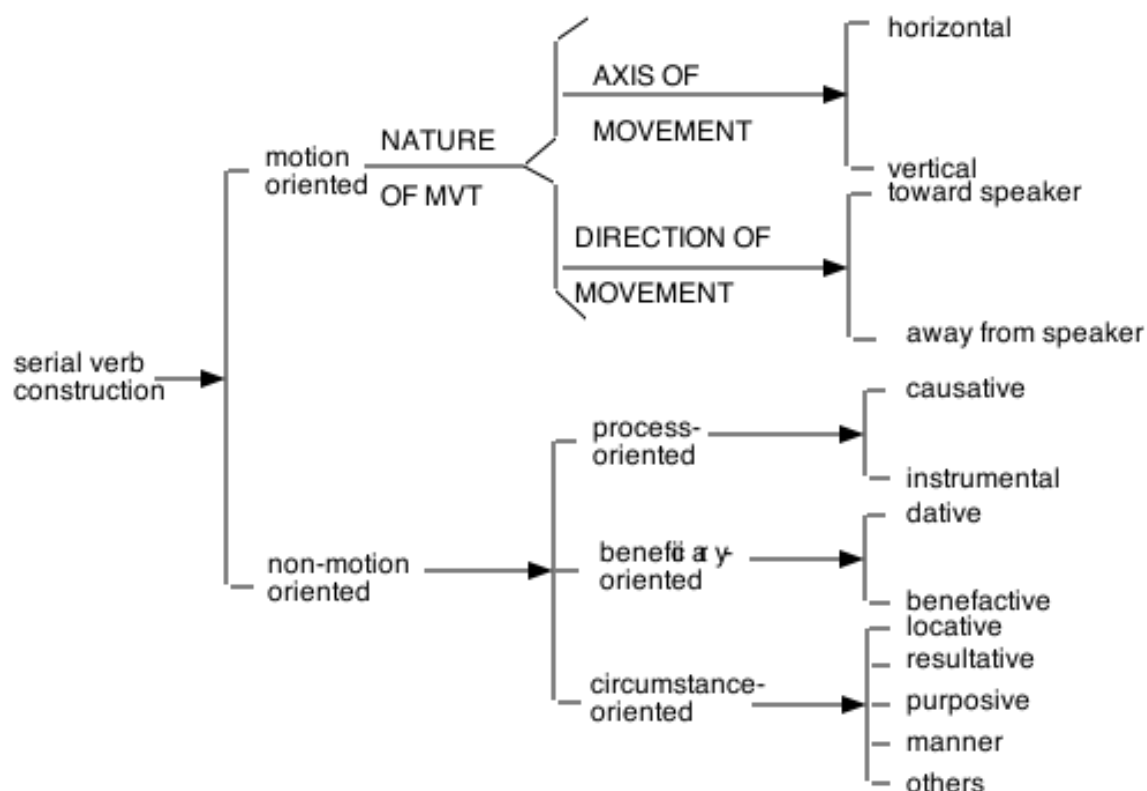 horizontal
AXIS OF
MOVEMENT
NATURE
OF MVT
motion
oriented
vertical
toward speaker
DIRECTION OF
MOVEMENT
away from speaker
serial verb
construction
causative
process-
oriented
instrumental
dative
beneficiary-
oriented
non-motion
oriented
benefactive
locative
resultative
circumstance-
oriented
purposive
manner
others